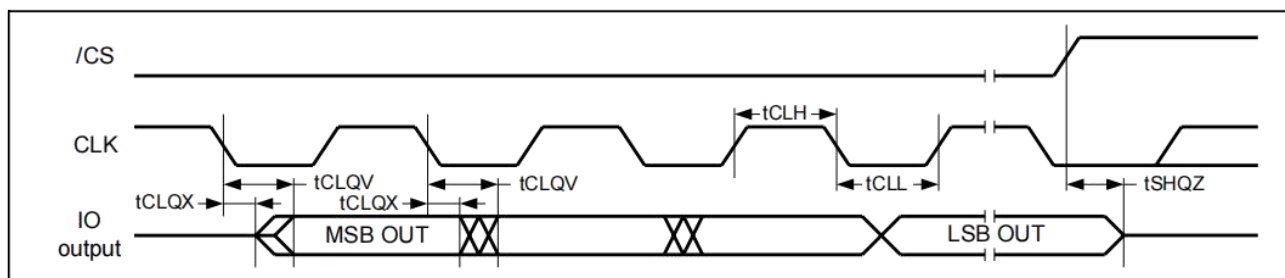 /CS
tCLH
CLK
tCLQV
tCLQV
tCLL
tSHQZ
tCLQX
tCLQX
IO
output
MSB OUT
LSB OUT